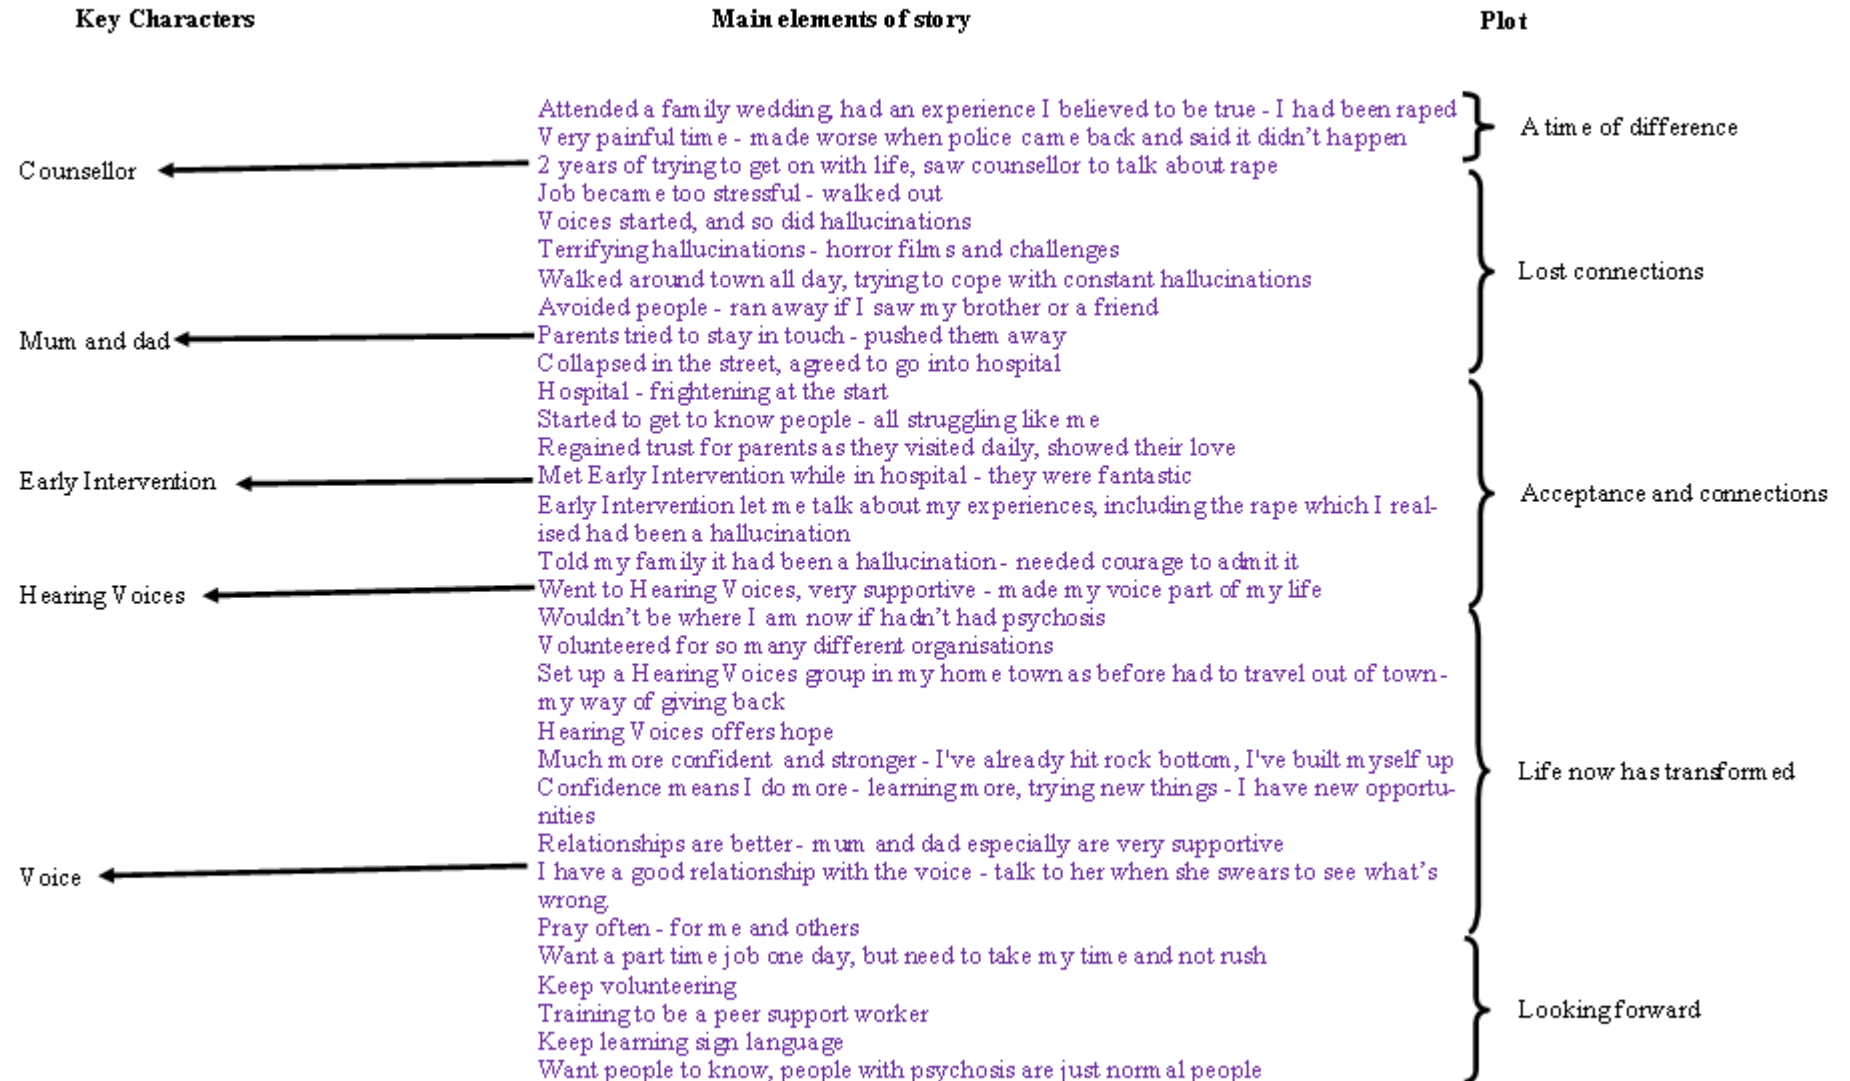 Key Characters Main elements of story Plot
Attended a family wedding, had an experience I believed to be true - I had been raped
Very painful time - made worse when police came back and said it didn't happen
A time of difference
Counsellor
2 years of trying to get on with life, saw counsellor to talk about rape
Job became too stressful - walked out
Voices started, and so did hallucinations
Terrifying hallucinations - horror films and challenges
Walked around town all day, trying to cope with constant hallucinations
Lost connections
Avoided people - ran away if I saw my brother or a friend
Mum and dad
Parents tried to stay in touch - pushed them away
Collapsed in the street, agreed to go into hospital
Hospital - frightening at the start
Started to get to know people - all struggling like me
Regained trust for parents as they visited daily, showed their love
Early Intervention
Met Early Intervention while in hospital - they were fantastic
Acceptance and connections
Early Intervention let me talk about my experiences, including the rape which I real-
ised had been a hallucination
Told my family it had been a hallucination - needed courage to admit it
Hearing Voices
Went to Hearing Voices, very supportive - made my voice part of my life
Wouldn't be where I am now if hadn't had psychosis
Volunteered for so many different organisations
Set up a Hearing Voices group in my home town as before had to travel out of town -
my way of giving back
Hearing Voices offers hope
Much more confident and stronger - I've already hit rock bottom, I've built myself up
Life now has transformed
Confidence means I do more - learning more, trying new things - I have new opportu-
nities
Relationships are better - mum and dad especially are very supportive
Voice
I have a good relationship with the voice - talk to her when she swears to see what's
wrong.
Pray often - for me and others
Want a part time job one day, but need to take my time and not rush
Keep volunteering
Training to be a peer support worker
Looking forward
Keep learning sign language
Want people to know, people with psychosis are just normal people